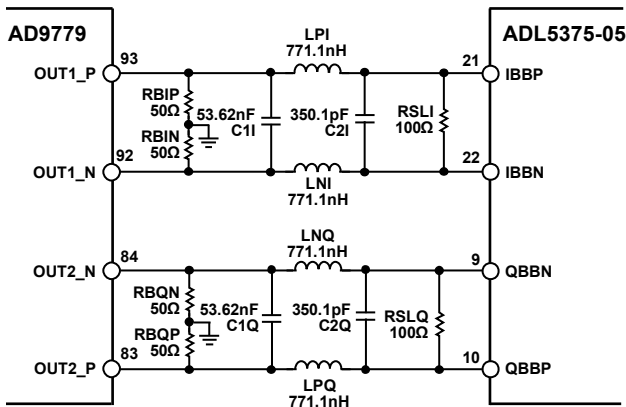 AD9779
ADL5375-05
LPI
771.1nH
93
21
OUT1_P
IBBP
RBIP
50Ω
53.62nF
C1I
350.1pF
C2I
RSLI
100Ω
RBIN
50Ω
92
22
OUT1_N
IBBN
LNI
771.1nH
LNQ
771.1nH
84
9
OUT2_N
QBBN
RBQN
50Ω
53.62nF
C1Q
350.1pF
C2Q
RSLQ
100Ω
RBQP
50Ω
83
10
OUT2_P
QBBP
LPQ
771.1nH